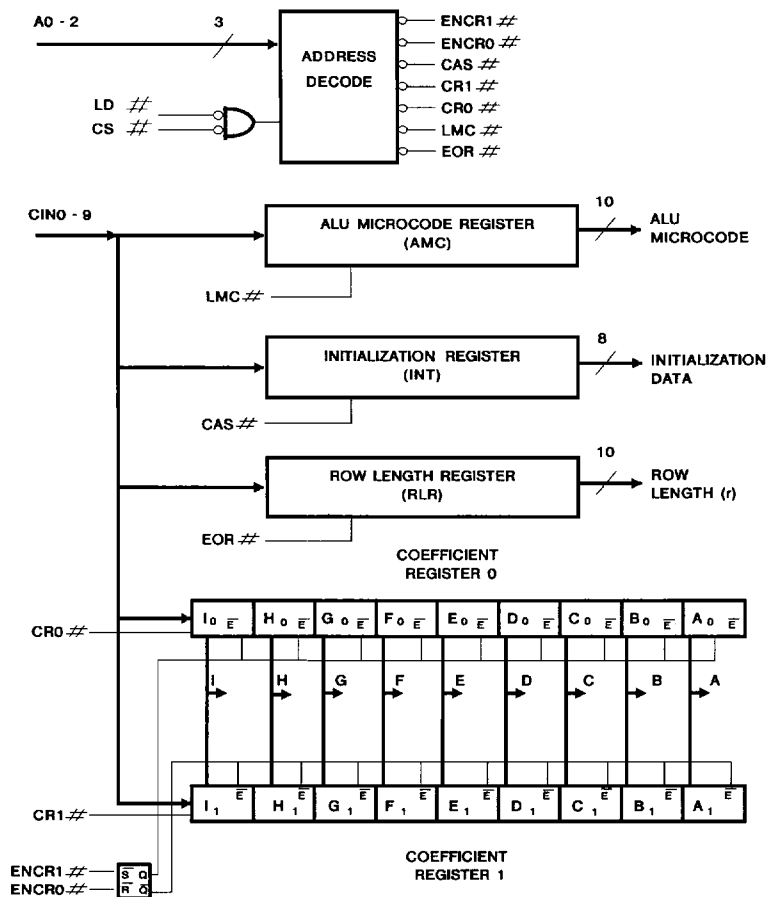 A0 - 2
3
ADDRESS
DECODE
ENCR1 #
ENCR0 #
CAS #
CR1 #
CR0 #
LMC #
EOR #
LD #
CS #
CIN0 - 9
ALU MICROCODE REGISTER
(AMC)
10
ALU
MICROCODE
LMC #
INITIALIZATION REGISTER
(INT)
8
INITIALIZATION
DATA
CAS #
ROW LENGTH REGISTER
(RLR)
10
ROW
LENGTH (r)
EOR #
COEFFICIENT
REGISTER 0
CR0 #
I0 E̅ H0 E̅ G0 E̅ F0 E̅ E0 E̅ D0 E̅ C0 E̅ B0 E̅ A0 E̅
I H G F E D C B A
I1 E̅ H1 E̅ G1 E̅ F1 E̅ E1 E̅ D1 E̅ C1 E̅ B1 E̅ A1 E̅
CR1 #
COEFFICIENT
REGISTER 1
ENCR1 # S̅ Q
ENCR0 # R̅ Q̅